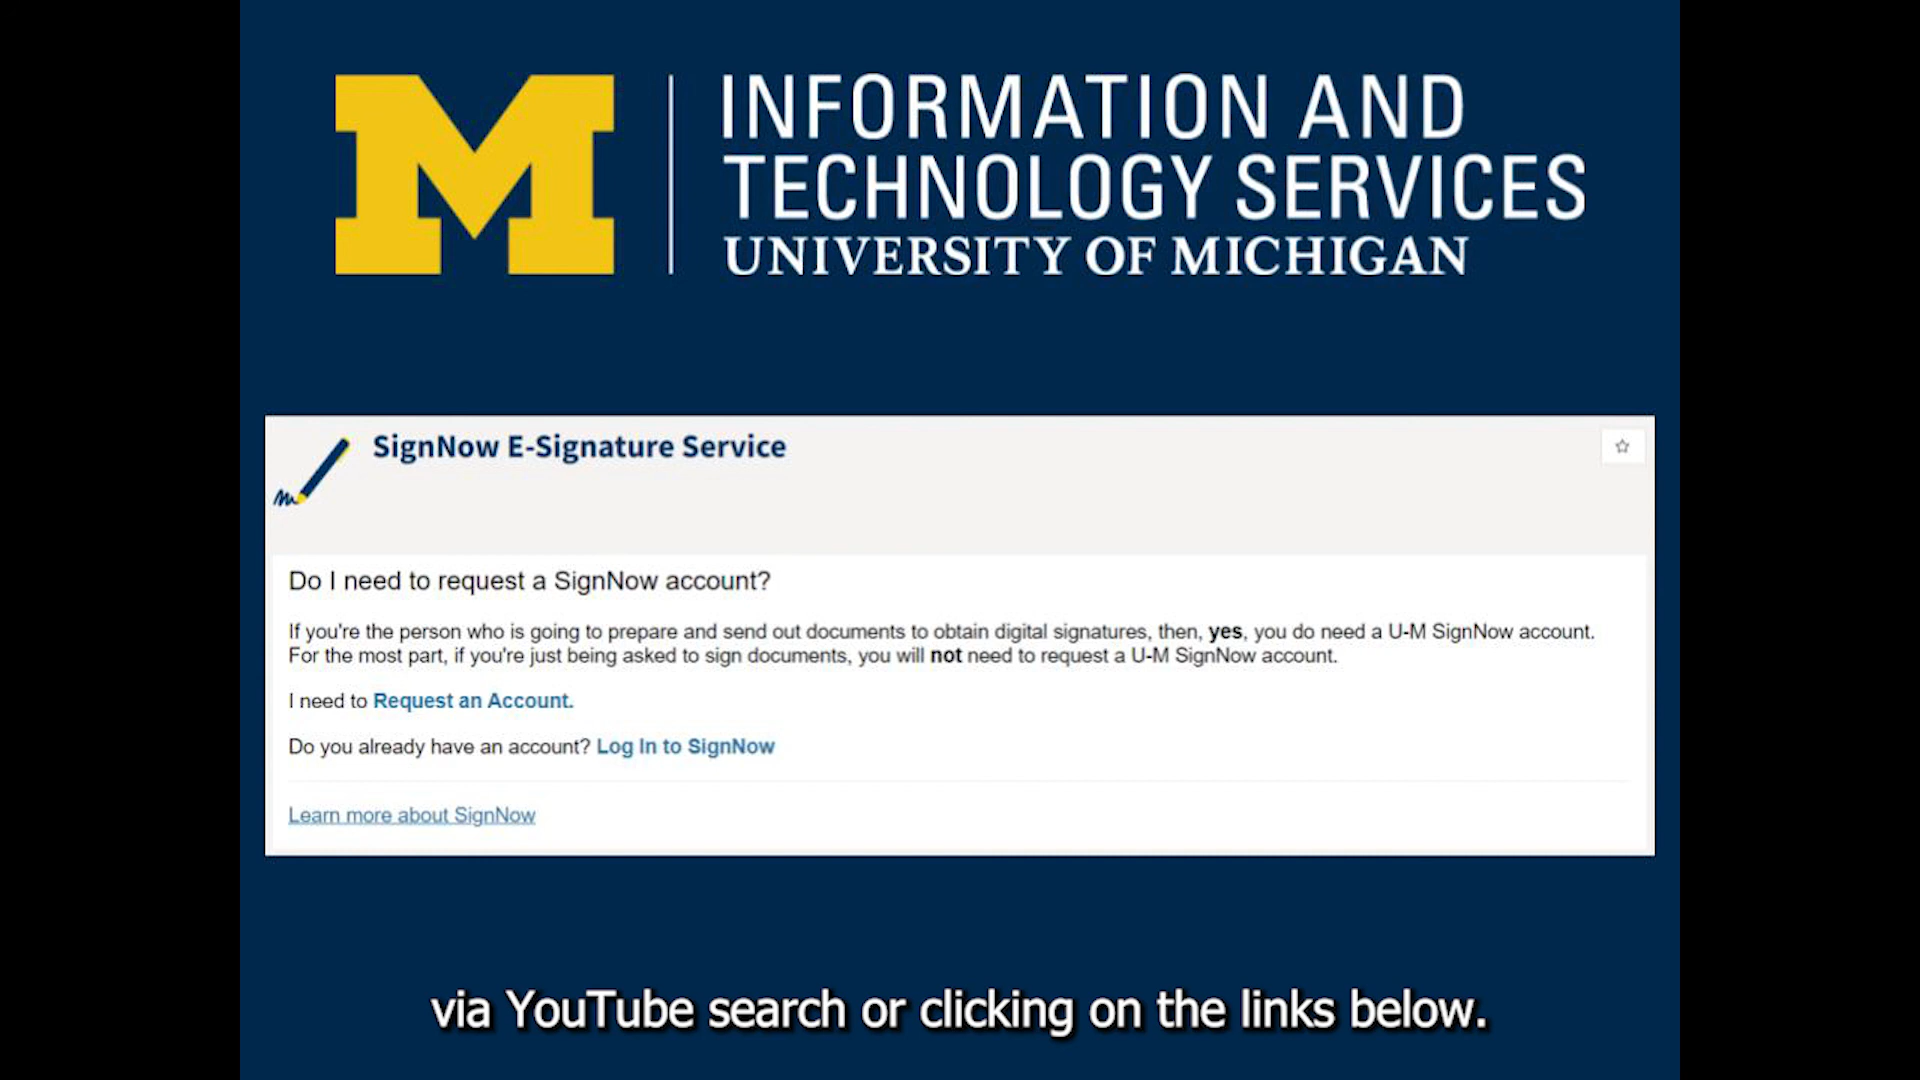 M
INFORMATION AND
TECHNOLOGY SERVICES
UNIVERSITY OF MICHIGAN
SignNow E-Signature Service
Do I need to request a SignNow account?
If you're the person who is going to prepare and send out documents to obtain digital signatures, then, yes, you do need a U-M SignNow account.
For the most part, if you're just being asked to sign documents, you will not need to request a U-M SignNow account.
I need to Request an Account.
Do you already have an account? Log In to SignNow
Learn more about SignNow
via YouTube search or clicking on the links below.